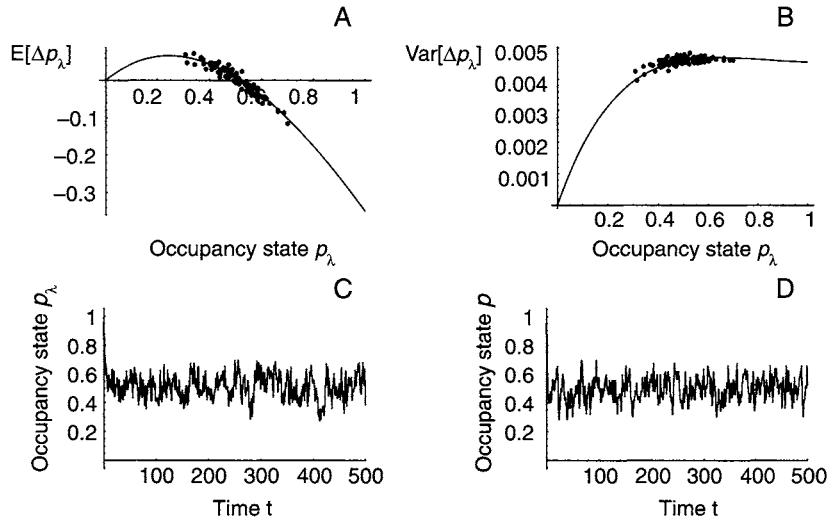 A
E[Δp_λ]
0.2 0.4 0.6 0.8 1
−0.1
−0.2
−0.3
Occupancy state p_λ
B
Var[Δp_λ]
0.005
0.004
0.003
0.002
0.001
0.2 0.4 0.6 0.8 1
Occupancy state p_λ
C
Occupancy state p_λ
1
0.8
0.6
0.4
0.2
100 200 300 400 500
Time t
D
Occupancy state p
1
0.8
0.6
0.4
0.2
100 200 300 400 500
Time t